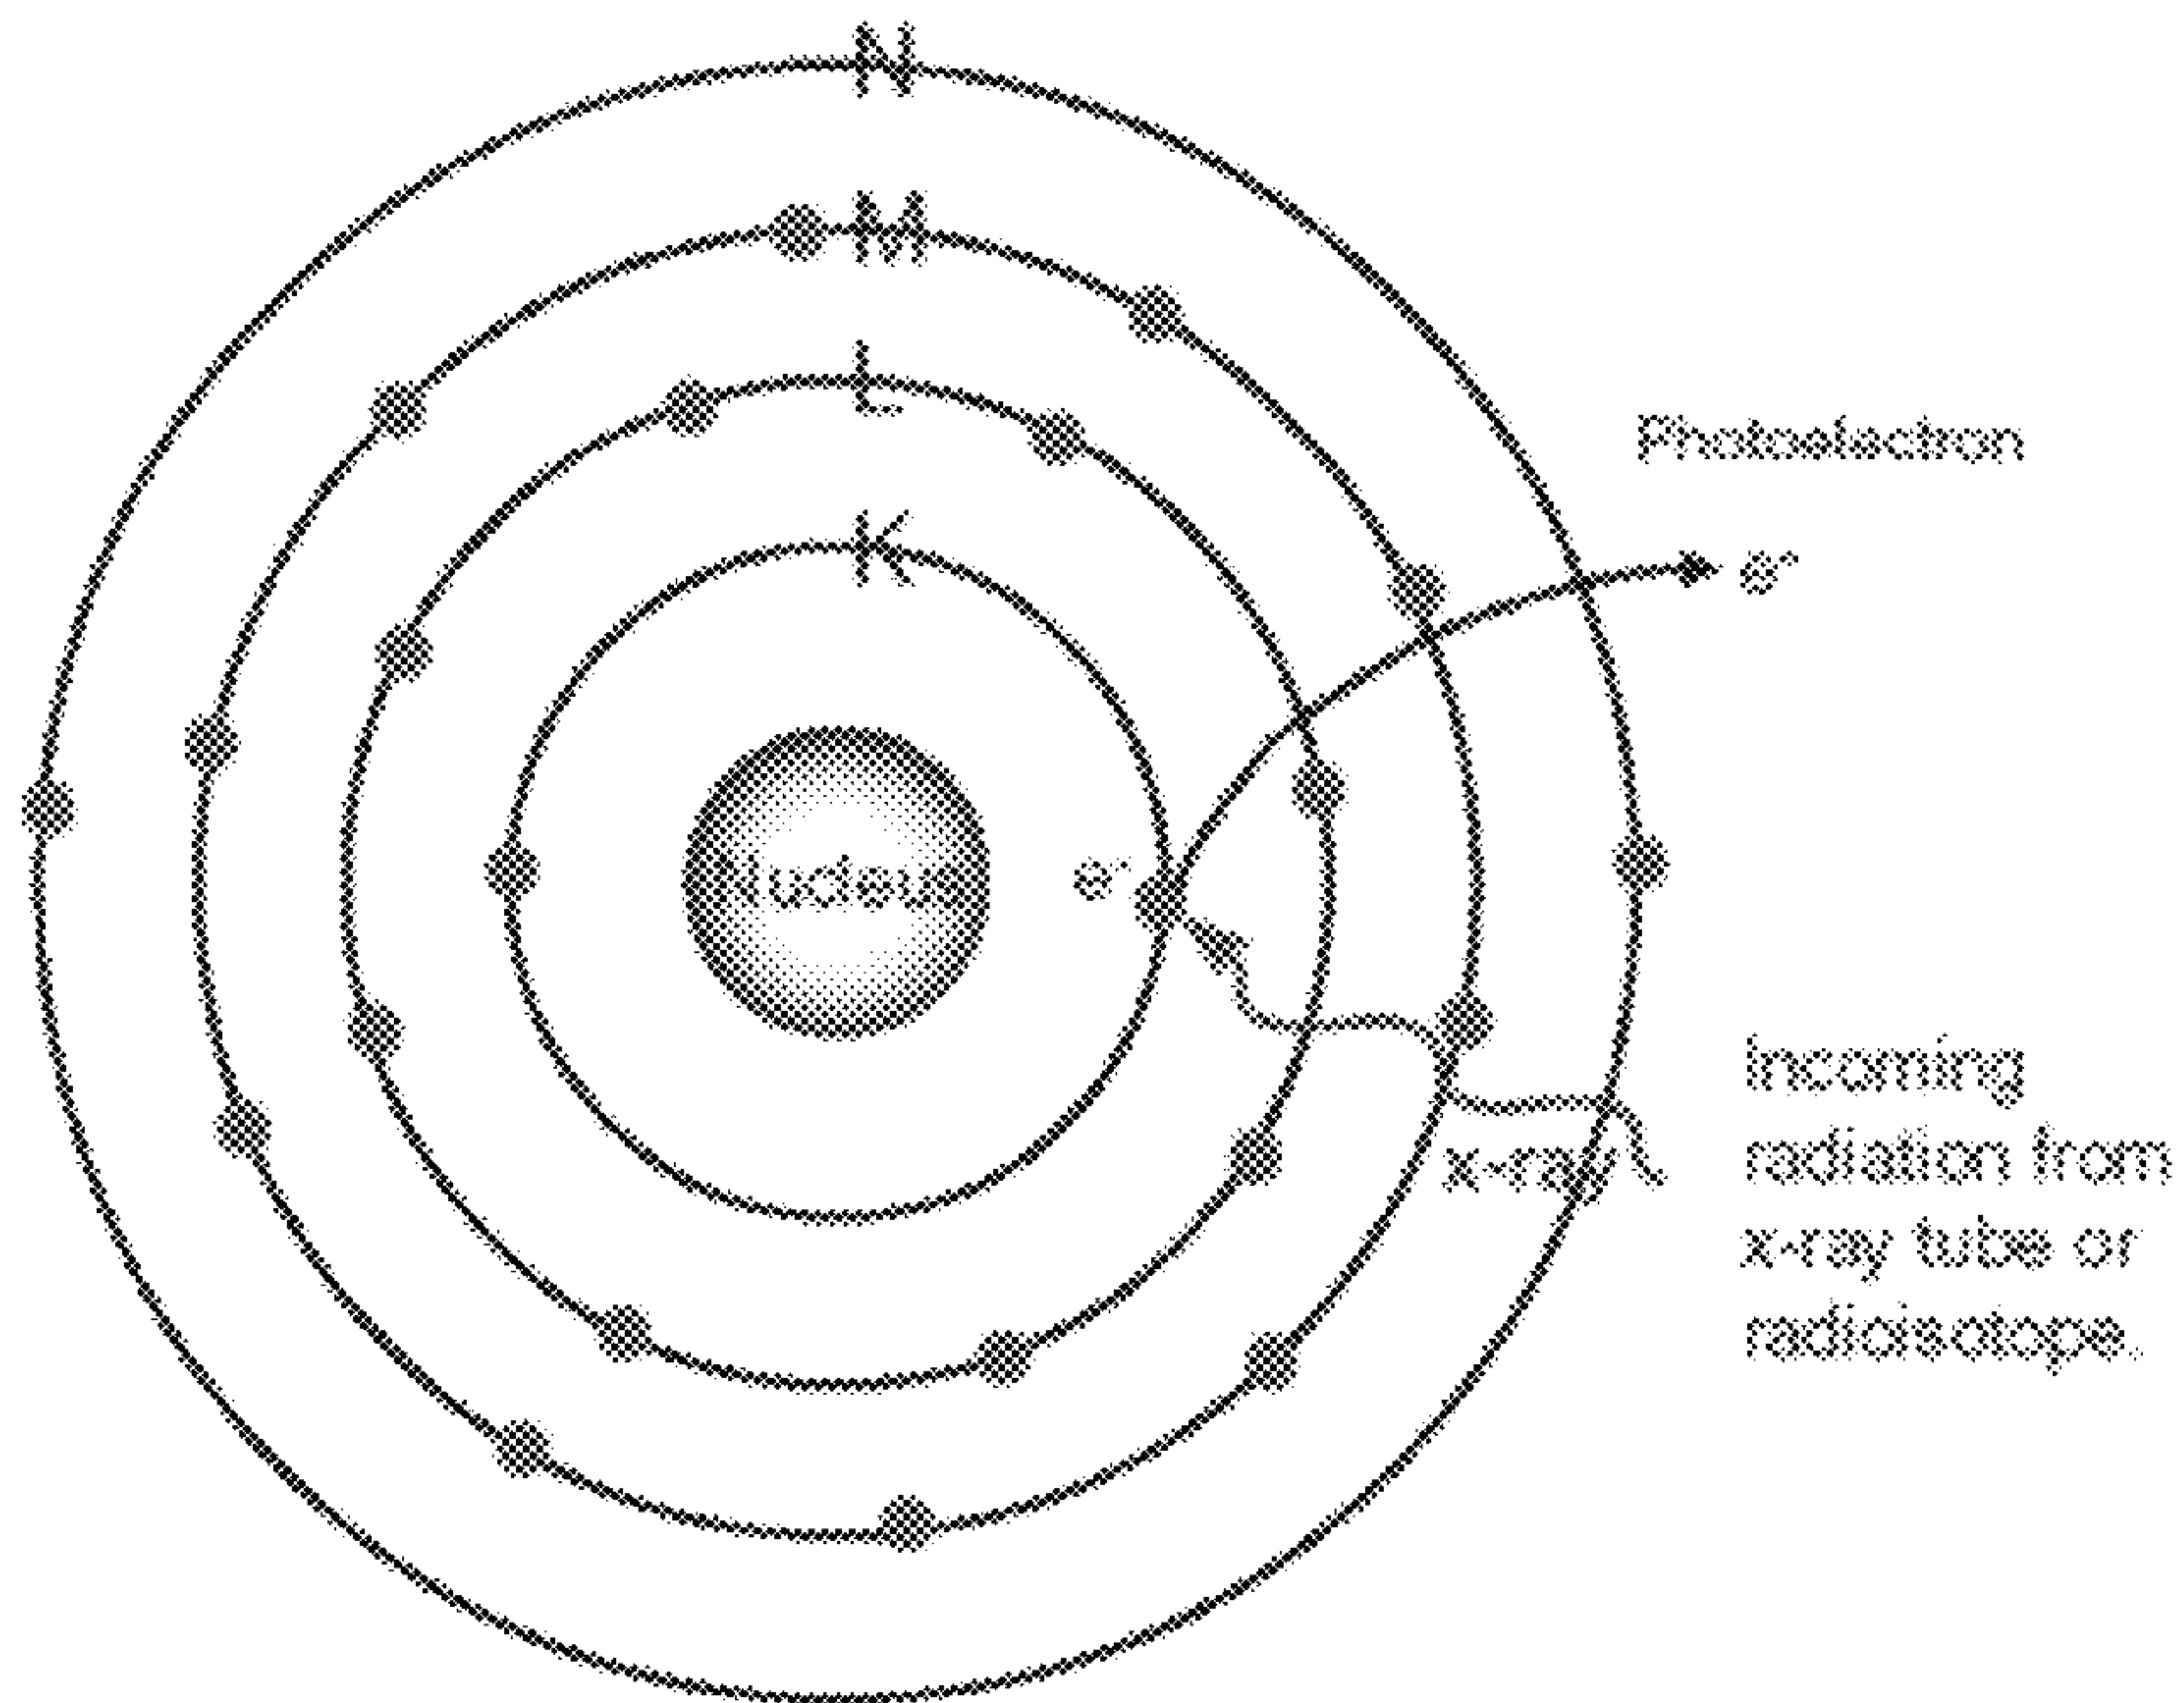 N
M
L
K
Photoelectron
e-
Nucleus
e-
x-ray
Incoming
radiation from
x-ray tube or
radioisotope.